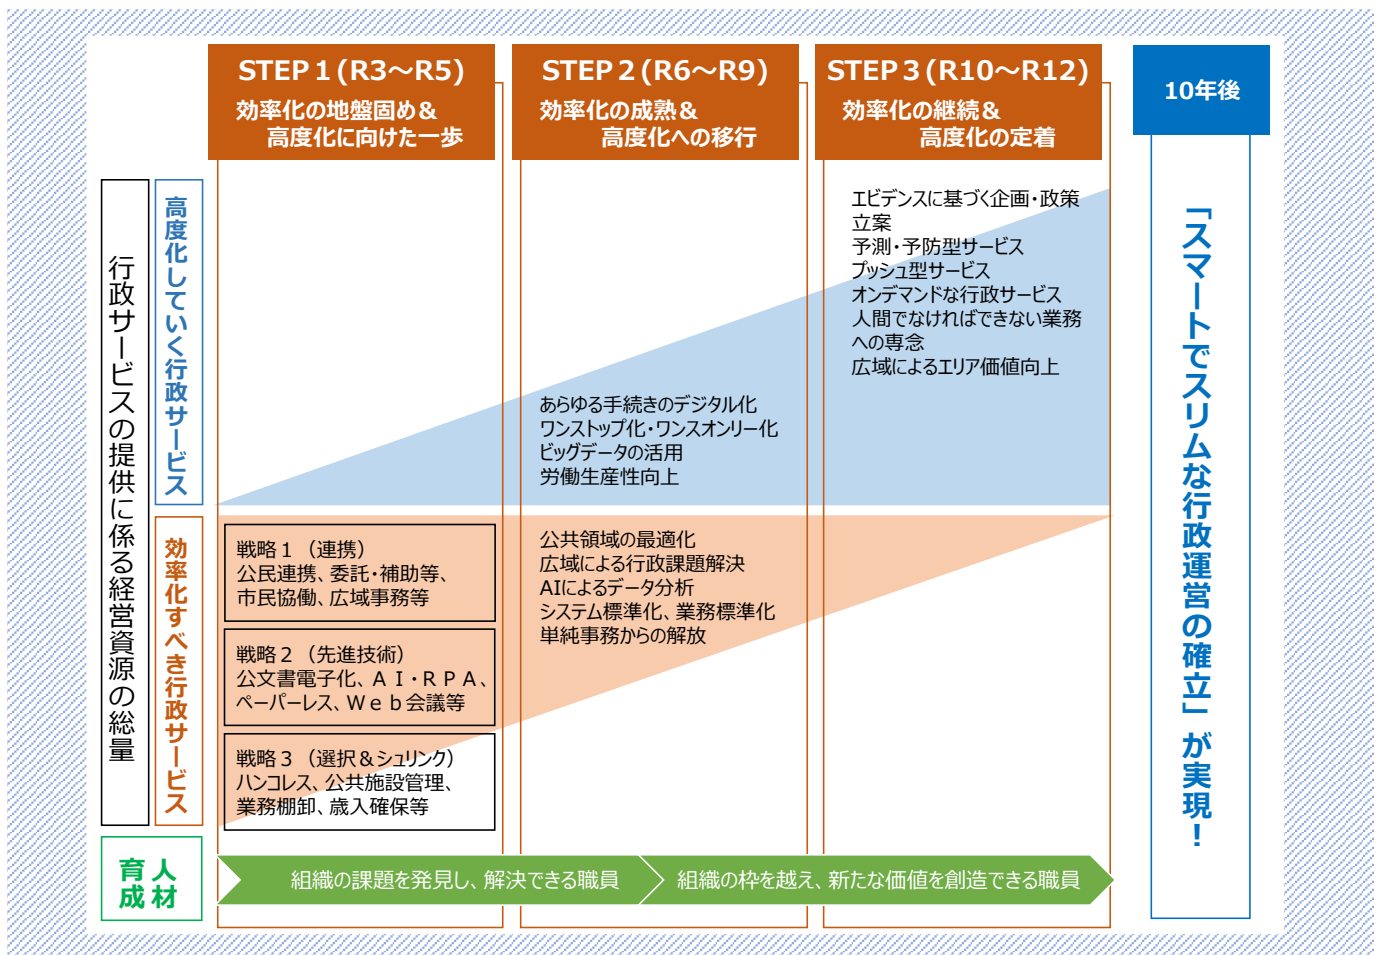 STEP１(R3～R5)
効率化の地盤固め＆
高度化に向けた一歩
STEP２(R6～R9)
効率化の成熟＆
高度化への移行
STEP３(R10～R12)
効率化の継続＆
高度化の定着
10年後
行政サービスの提供に係る経営資源の総量
高度化していく行政サービス
エビデンスに基づく企画・政策
立案
予測・予防型サービス
プッシュ型サービス
オンデマンドな行政サービス
人間でなければできない業務
への専念
広域によるエリア価値向上
あらゆる手続きのデジタル化
ワンストップ化・ワンスオンリー化
ビッグデータの活用
労働生産性向上
効率化すべき行政サービス
戦略１（連携）
公民連携、委託・補助等、
市民協働、広域事務等
戦略２（先進技術）
公文書電子化、ＡＩ・ＲＰＡ、
ペーパーレス、Ｗｅｂ会議等
戦略３（選択＆シュリンク）
ハンコレス、公共施設管理、
業務棚卸、歳入確保等
公共領域の最適化
広域による行政課題解決
AIによるデータ分析
システム標準化、業務標準化
単純事務からの解放
「スマートでスリムな行政運営の確立」が実現！
人材
育成
組織の課題を発見し、解決できる職員
組織の枠を越え、新たな価値を創造できる職員